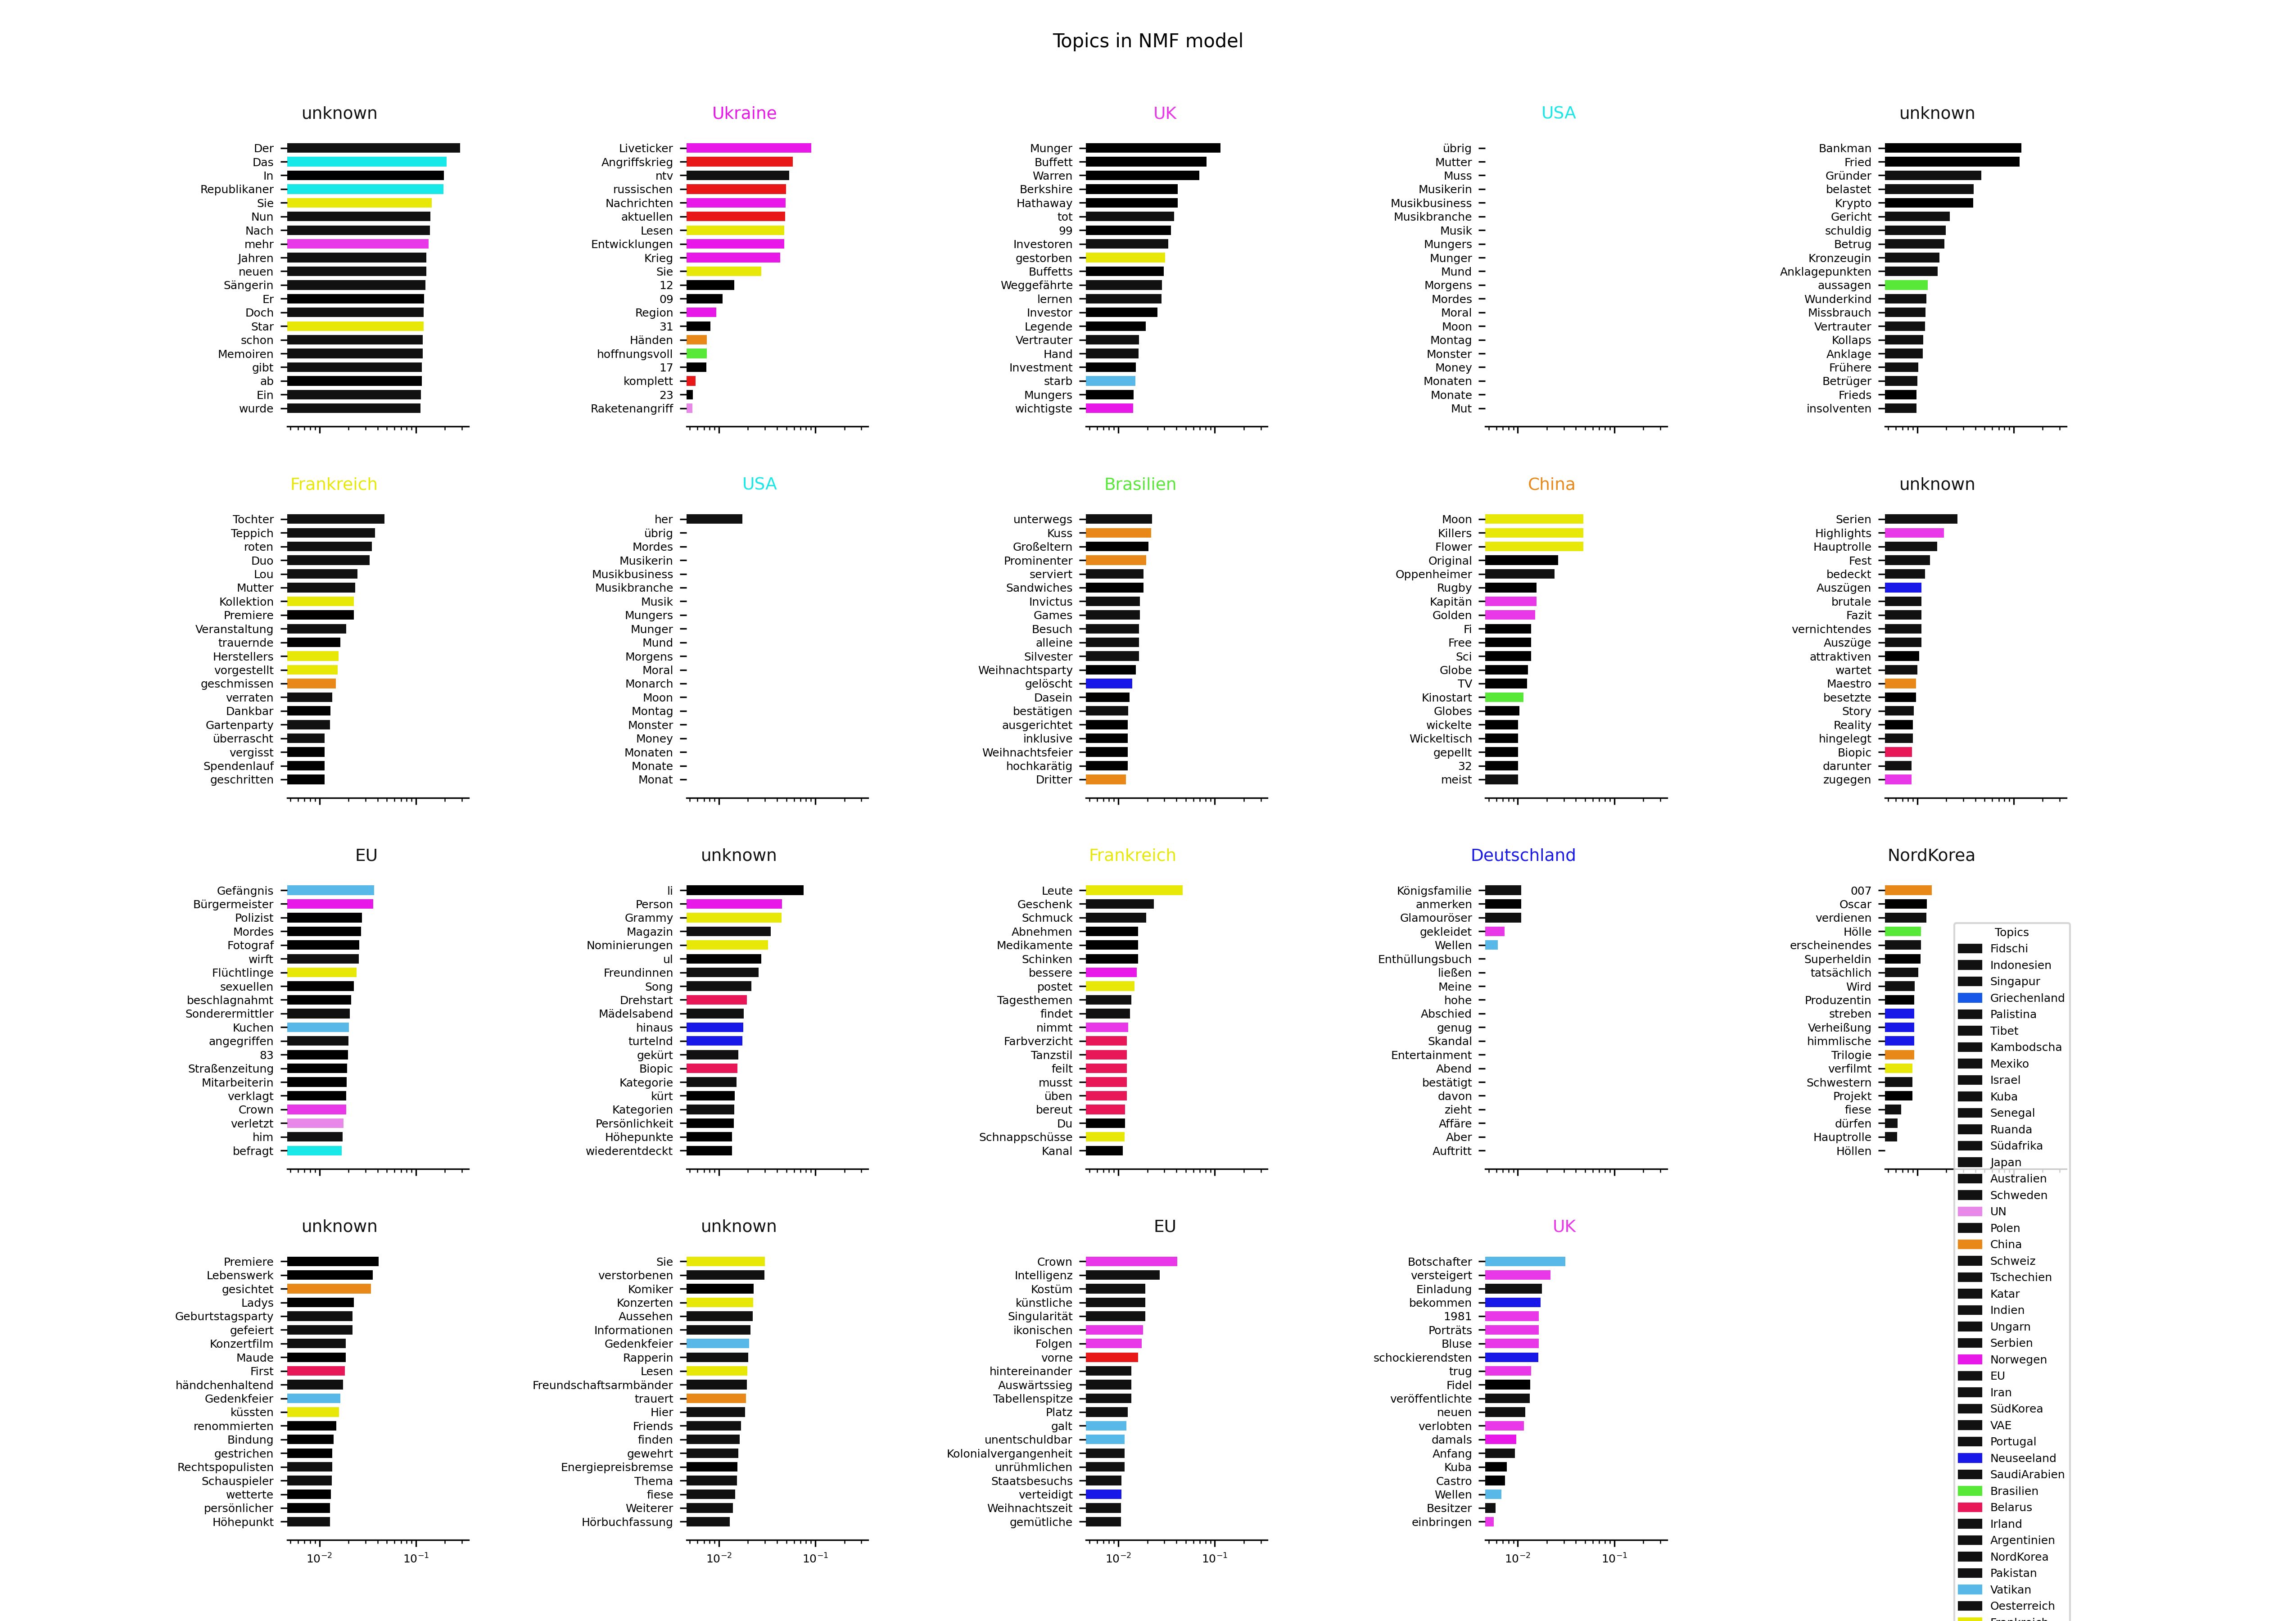 Topics in NMF model
unknown
Der
Das
In
Republikaner
Sie
Nun
Nach
mehr
Jahren
neuen
Sängerin
Er
Doch
Star
schon
Memoiren
gibt
ab
Ein
wurde
Ukraine
Liveticker
Angriffskrieg
ntv
russischen
Nachrichten
aktuellen
Lesen
Entwicklungen
Krieg
Sie
12
09
Region
31
Händen
hoffnungsvoll
17
komplett
23
Raketenangriff
UK
Munger
Buffett
Warren
Berkshire
Hathaway
tot
99
Investoren
gestorben
Buffetts
Weggefährte
lernen
Investor
Legende
Vertrauter
Hand
Investment
starb
Mungers
wichtigste
USA
übrig
Mutter
Muss
Musikerin
Musikbusiness
Musikbranche
Musik
Mungers
Munger
Mund
Morgens
Mordes
Moral
Moon
Montag
Monster
Money
Monaten
Monate
Mut
unknown
Bankman
Fried
Gründer
belastet
Krypto
Gericht
schuldig
Betrug
Kronzeugin
Anklagepunkten
aussagen
Wunderkind
Missbrauch
Vertrauter
Kollaps
Anklage
Frühere
Betrüger
Frieds
insolventen
Frankreich
Tochter
Teppich
roten
Duo
Lou
Mutter
Kollektion
Premiere
Veranstaltung
trauernde
Herstellers
vorgestellt
geschmissen
verraten
Dankbar
Gartenparty
überrascht
vergisst
Spendenlauf
geschritten
USA
her
übrig
Mordes
Musikerin
Musikbusiness
Musikbranche
Musik
Mungers
Munger
Mund
Morgens
Moral
Monarch
Moon
Montag
Monster
Money
Monaten
Monate
Monat
Brasilien
unterwegs
Kuss
Großeltern
Prominenter
serviert
Sandwiches
Invictus
Games
Besuch
alleine
Silvester
Weihnachtsparty
gelöscht
Dasein
bestätigen
ausgerichtet
inklusive
Weihnachtsfeier
hochkarätig
Dritter
China
Moon
Killers
Flower
Original
Oppenheimer
Rugby
Kapitän
Golden
Fi
Free
Sci
Globe
TV
Kinostart
Globes
wickelte
Wickeltisch
gepellt
32
meist
unknown
Serien
Highlights
Hauptrolle
Fest
bedeckt
Auszügen
brutale
Fazit
vernichtendes
Auszüge
attraktiven
wartet
Maestro
besetzte
Story
Reality
hingelegt
Biopic
darunter
zugegen
EU
Gefängnis
Bürgermeister
Polizist
Mordes
Fotograf
wirft
Flüchtlinge
sexuellen
beschlagnahmt
Sonderermittler
Kuchen
angegriffen
83
Straßenzeitung
Mitarbeiterin
verklagt
Crown
verletzt
him
befragt
unknown
li
Person
Grammy
Magazin
Nominierungen
ul
Freundinnen
Song
Drehstart
Mädelsabend
hinaus
turtelnd
gekürt
Biopic
Kategorie
kürt
Kategorien
Persönlichkeit
Höhepunkte
wiederentdeckt
Frankreich
Leute
Geschenk
Schmuck
Abnehmen
Medikamente
Schinken
bessere
postet
Tagesthemen
findet
nimmt
Farbverzicht
Tanzstil
feilt
musst
üben
bereut
Du
Schnappschüsse
Kanal
Deutschland
Königsfamilie
anmerken
Glamouröser
gekleidet
Wellen
Enthüllungsbuch
ließen
Meine
hohe
Abschied
genug
Skandal
Entertainment
Abend
bestätigt
davon
zieht
Affäre
Aber
Auftritt
NordKorea
007
Oscar
verdienen
Hölle
erscheinendes
Superheldin
tatsächlich
Wird
Produzentin
streben
Verheißung
himmlische
Trilogie
verfilmt
Schwestern
Projekt
fiese
dürfen
Hauptrolle
Höllen
unknown
Premiere
Lebenswerk
gesichtet
Ladys
Geburtstagsparty
gefeiert
Konzertfilm
Maude
First
händchenhaltend
Gedenkfeier
küssten
renommierten
Bindung
gestrichen
Rechtspopulisten
Schauspieler
wetterte
persönlicher
Höhepunkt
10⁻² 10⁻¹
unknown
Sie
verstorbenen
Komiker
Konzerten
Aussehen
Informationen
Gedenkfeier
Rapperin
Lesen
Freundschaftsarmbänder
trauert
Hier
Friends
finden
gewehrt
Energiepreisbremse
Thema
fiese
Weiterer
Hörbuchfassung
10⁻² 10⁻¹
EU
Crown
Intelligenz
Kostüm
künstliche
Singularität
ikonischen
Folgen
vorne
hintereinander
Auswärtssieg
Tabellenspitze
Platz
galt
unentschuldbar
Kolonialvergangenheit
unrühmlichen
Staatsbesuchs
verteidigt
Weihnachtszeit
gemütliche
10⁻² 10⁻¹
UK
Botschafter
versteigert
Einladung
bekommen
1981
Porträts
Bluse
schockierendsten
trug
Fidel
veröffentlichte
neuen
verlobten
damals
Anfang
Kuba
Castro
Wellen
Besitzer
einbringen
10⁻² 10⁻¹
Topics
Fidschi
Indonesien
Singapur
Griechenland
Palistina
Tibet
Kambodscha
Mexiko
Israel
Kuba
Senegal
Ruanda
Südafrika
Japan
Australien
Schweden
UN
Polen
China
Schweiz
Tschechien
Katar
Indien
Ungarn
Serbien
Norwegen
EU
Iran
SüdKorea
VAE
Portugal
Neuseeland
SaudiArabien
Brasilien
Belarus
Irland
Argentinien
NordKorea
Pakistan
Vatikan
Oesterreich